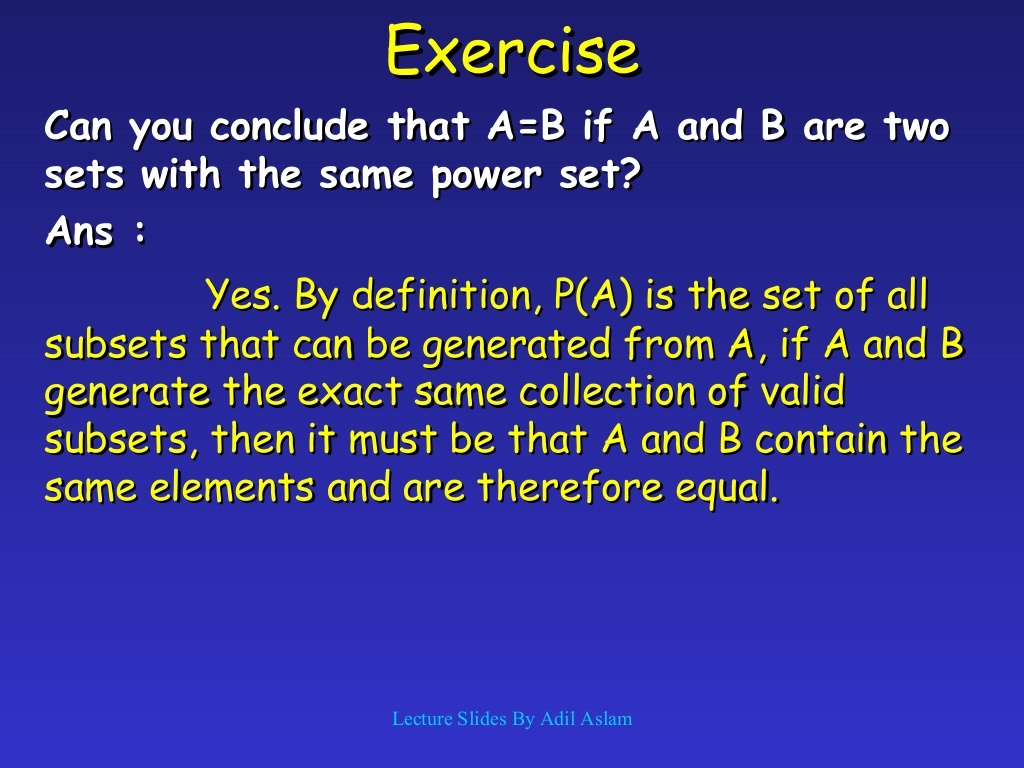 Exercise
Can you conclude that A=B if A and B are two
sets with the same power set?
Ans :
Yes. By definition, P(A) is the set of all
subsets that can be generated from A, if A and B
generate the exact same collection of valid
subsets, then it must be that A and B contain the
same elements and are therefore equal.
Lecture Slides By Adil Aslam